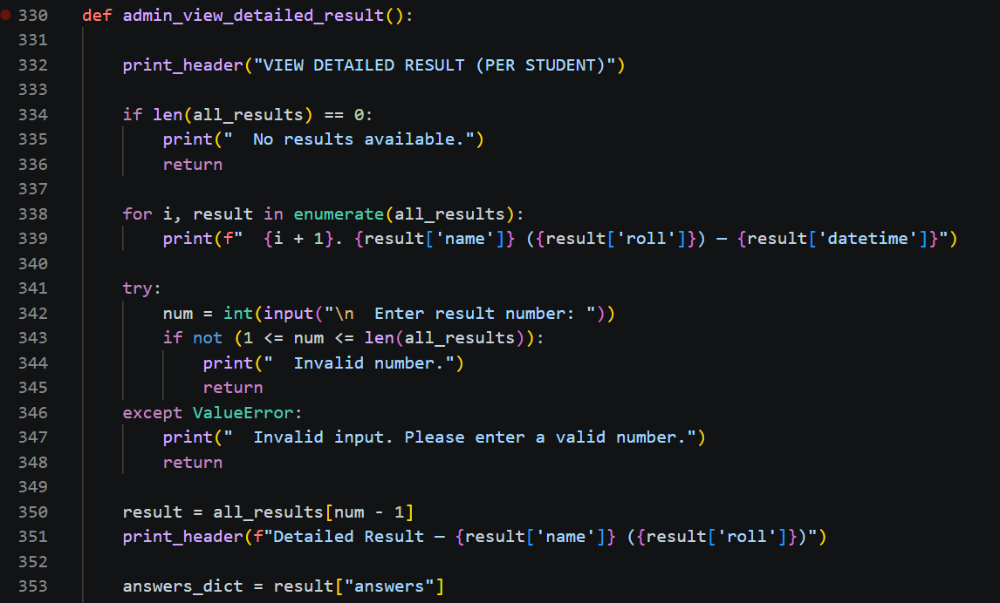 330 def admin_view_detailed_result():
331
332     print_header("VIEW DETAILED RESULT (PER STUDENT)")
333
334     if len(all_results) == 0:
335         print("  No results available.")
336         return
337
338     for i, result in enumerate(all_results):
339         print(f"  {i + 1}. {result['name']} ({result['roll']}) — {result['datetime']}")
340
341     try:
342         num = int(input("\n  Enter result number: "))
343         if not (1 <= num <= len(all_results)):
344             print("  Invalid number.")
345             return
346     except ValueError:
347         print("  Invalid input. Please enter a valid number.")
348         return
349
350     result = all_results[num - 1]
351     print_header(f"Detailed Result — {result['name']} ({result['roll']})")
352
353     answers_dict = result["answers"]